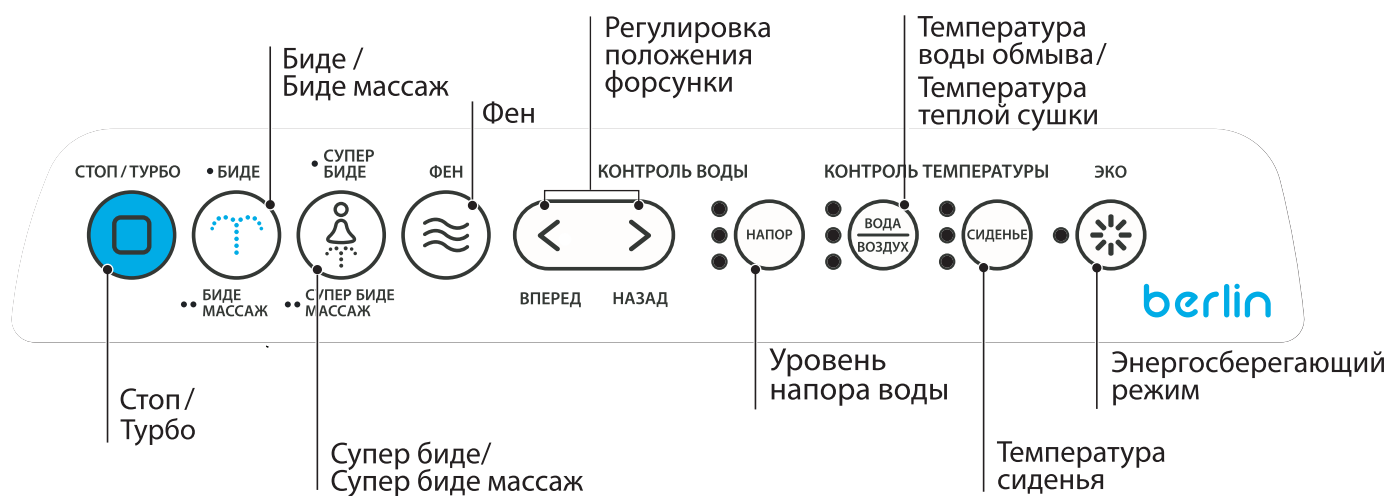 Биде /
Биде массаж
Фен
Регулировка
положения
форсунки
Температура
воды обмыва/
Температура
теплой сушки
СТОП / ТУРБО
• БИДЕ
• СУПЕР
БИДЕ
ФЕН
КОНТРОЛЬ ВОДЫ
КОНТРОЛЬ ТЕМПЕРАТУРЫ
ЭКО
НАПОР
ВОДА
ВОЗДУХ
СИДЕНЬЕ
•• БИДЕ
МАССАЖ
•• СУПЕР БИДЕ
МАССАЖ
ВПЕРЕД
НАЗАД
berlin
Стоп/
Турбо
Супер биде/
Супер биде массаж
Уровень
напора воды
Температура
сиденья
Энергосберегающий
режим